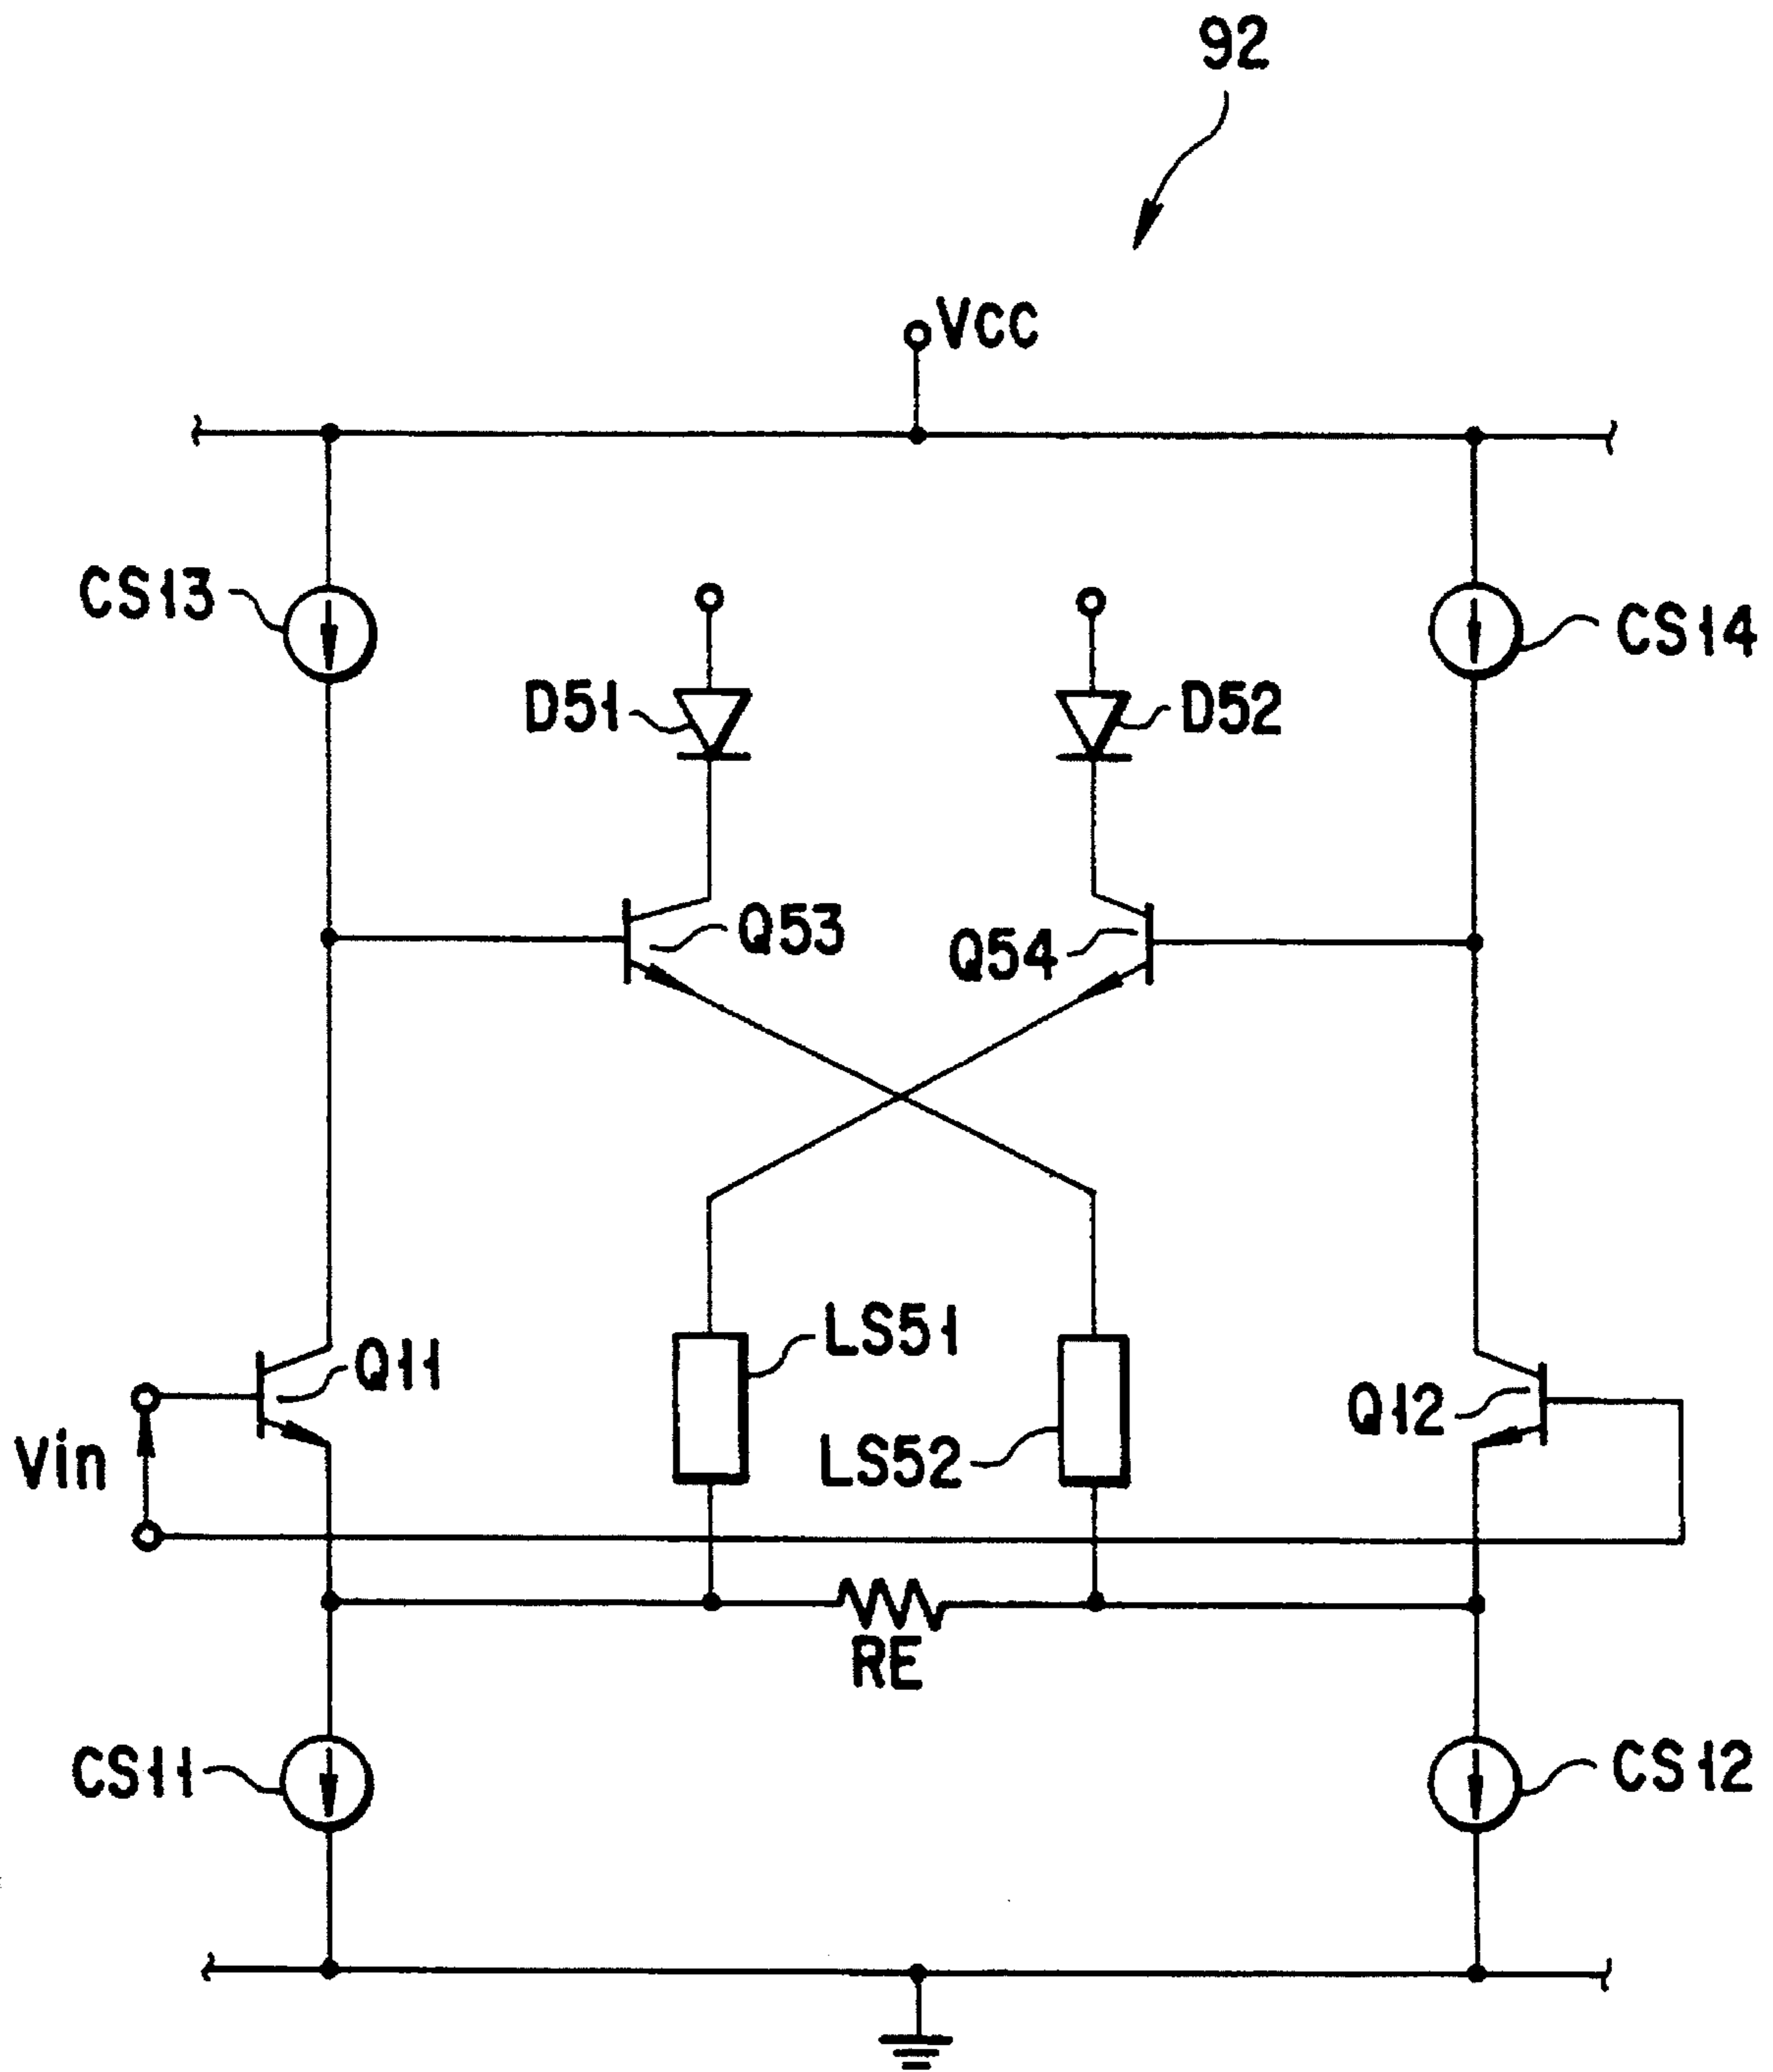 92
VCC
CS13
CS14
D51
D52
Q53
Q54
LS51
Q11
Q12
LS52
Vin
RE
CS11
CS12